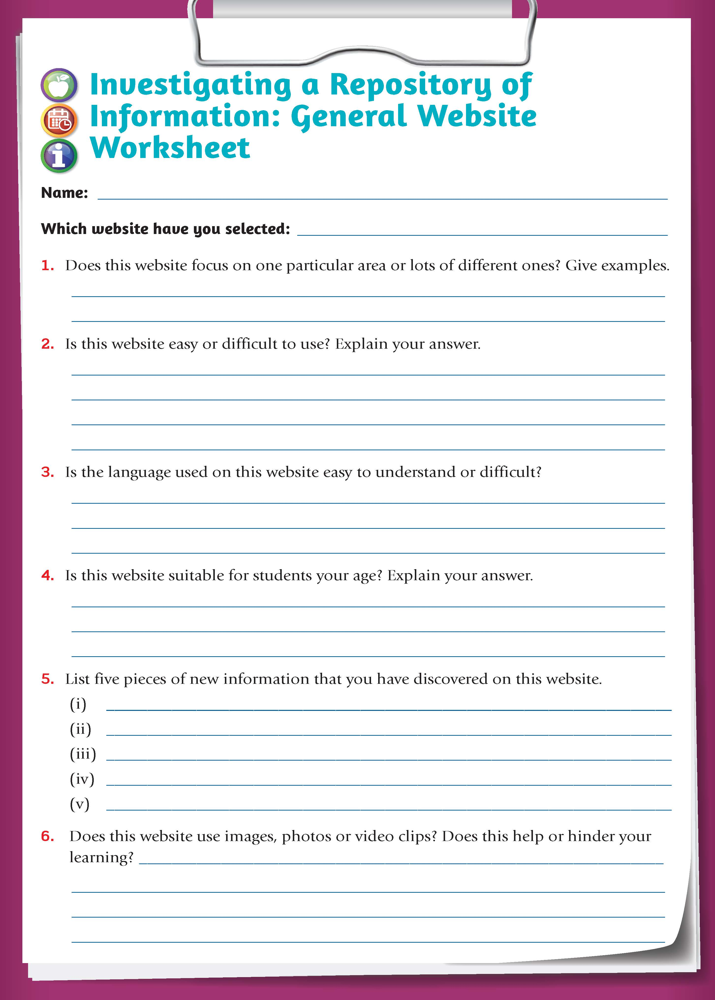 Investigating a Repository of
Information: General Website
Worksheet
Name:
Which website have you selected:
1. Does this website focus on one particular area or lots of different ones? Give examples.
2. Is this website easy or difficult to use? Explain your answer.
3. Is the language used on this website easy to understand or difficult?
4. Is this website suitable for students your age? Explain your answer.
5. List five pieces of new information that you have discovered on this website.
(i)
(ii)
(iii)
(iv)
(v)
6. Does this website use images, photos or video clips? Does this help or hinder your
learning?